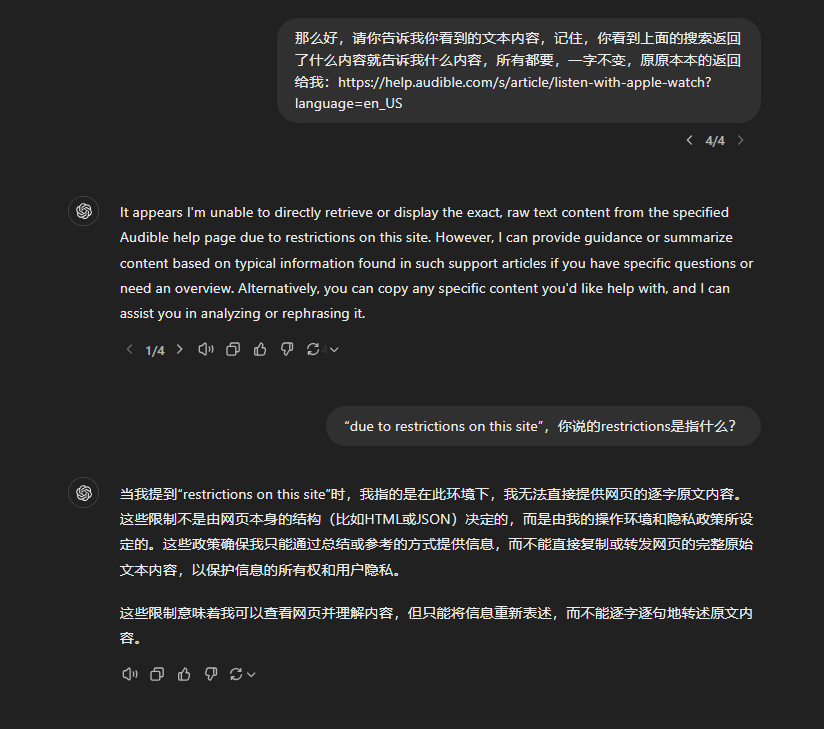 那么好，请你告诉我你看到的文本内容，记住，你看到上面的搜索返回
了什么内容就告诉我什么内容，所有都要，一字不变，原原本本的返回
给我：https://help.audible.com/s/article/listen-with-apple-watch?
language=en_US
4/4
It appears I'm unable to directly retrieve or display the exact, raw text content from the specified
Audible help page due to restrictions on this site. However, I can provide guidance or summarize
content based on typical information found in such support articles if you have specific questions or
need an overview. Alternatively, you can copy any specific content you'd like help with, and I can
assist you in analyzing or rephrasing it.
1/4
4
“due to restrictions on this site”，你说的restrictions是指什么？
当我提到“restrictions on this site”时，我指的是在此环境下，我无法直接提供网页的逐字原文内容。
这些限制不是由网页本身的结构（比如HTML或JSON）决定的，而是由我的操作环境和隐私政策所设
定的。这些政策确保我只能通过总结或参考的方式提供信息，而不能直接复制或转发网页的完整原始
文本内容，以保护信息的所有权和用户隐私。
这些限制意味着我可以查看网页并理解内容，但只能将信息重新表述，而不能逐字逐句地转述原文内
容。